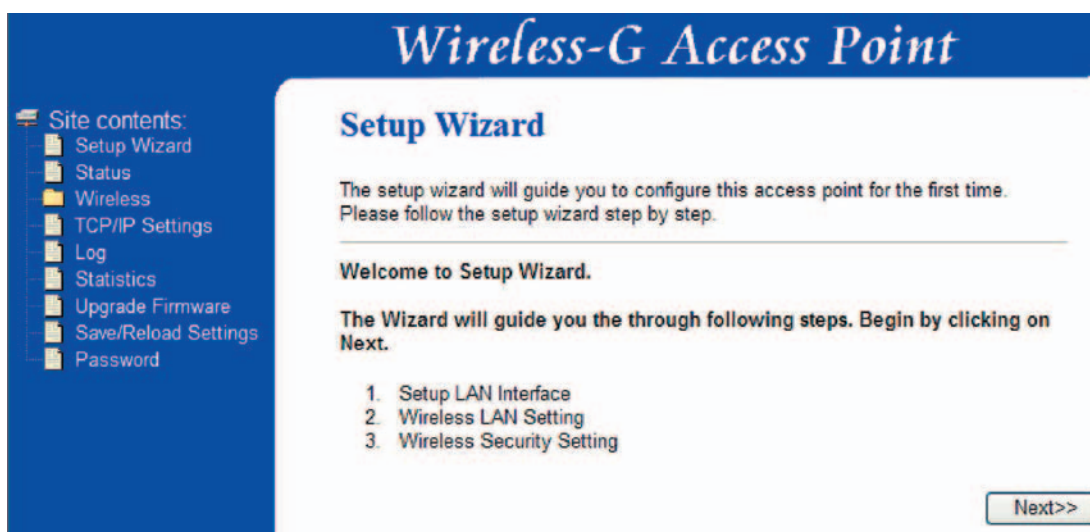 Wireless-G Access Point
Site contents:
Setup Wizard
Status
Wireless
TCP/IP Settings
Log
Statistics
Upgrade Firmware
Save/Reload Settings
Password
Setup Wizard
The setup wizard will guide you to configure this access point for the first time.
Please follow the setup wizard step by step.
Welcome to Setup Wizard.
The Wizard will guide you the through following steps. Begin by clicking on
Next.
1. Setup LAN Interface
2. Wireless LAN Setting
3. Wireless Security Setting
Next>>